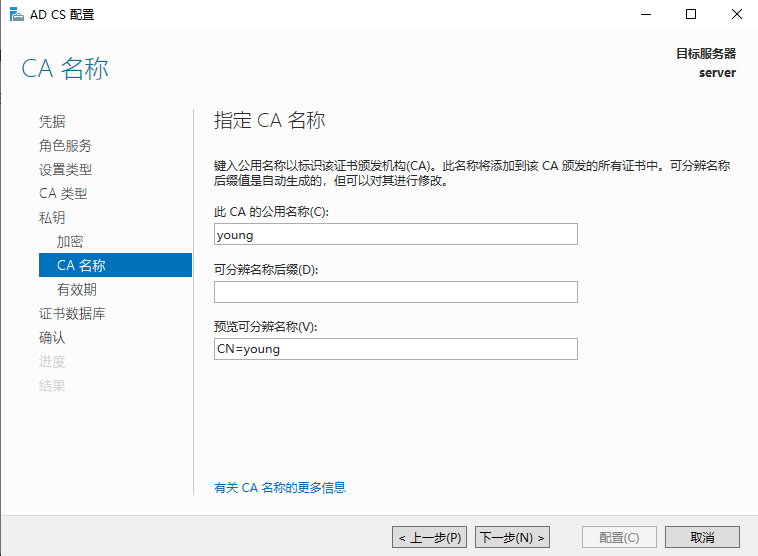 AD CS 配置
CA 名称
目标服务器
server
凭据
角色服务
设置类型
CA 类型
私钥
加密
CA 名称
有效期
证书数据库
确认
进度
结果
指定 CA 名称
键入公用名称以标识该证书颁发机构(CA)。此名称将添加到该 CA 颁发的所有证书中。可分辨名称
后缀值是自动生成的，但可以对其进行修改。
此 CA 的公用名称(C):
young
可分辨名称后缀(D):
预览可分辨名称(V):
CN=young
有关 CA 名称的更多信息
< 上一步(P)
下一步(N) >
配置(C)
取消